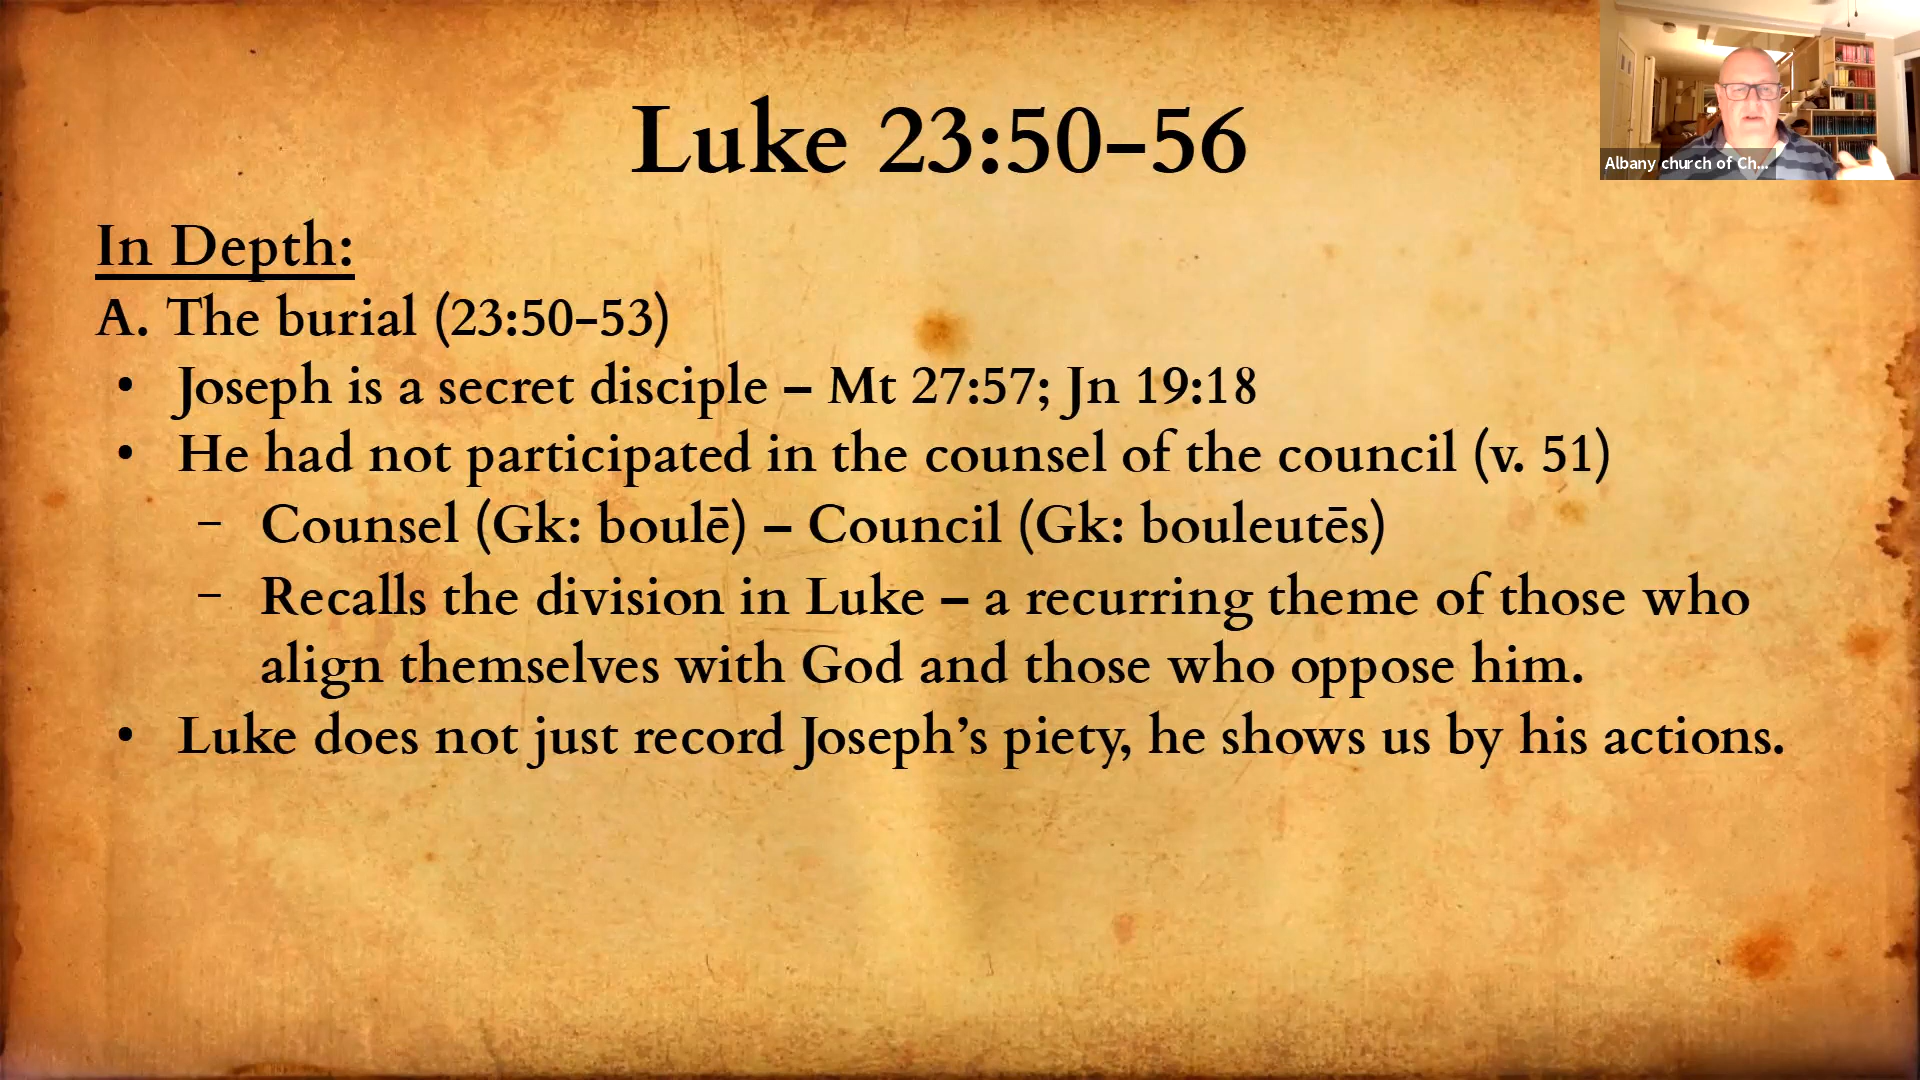 Luke 23:50–56
Albany church of Ch...
In Depth:
A. The burial (23:50–53)
• Joseph is a secret disciple – Mt 27:57; Jn 19:18
• He had not participated in the counsel of the council (v. 51)
– Counsel (Gk: boulē) – Council (Gk: bouleutēs)
– Recalls the division in Luke – a recurring theme of those who
align themselves with God and those who oppose him.
• Luke does not just record Joseph’s piety, he shows us by his actions.